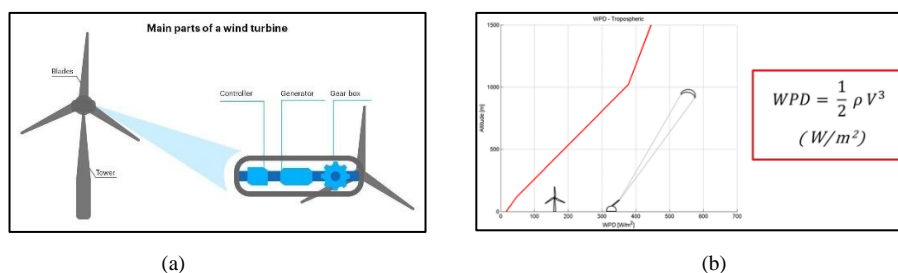 Main parts of a wind turbine
Blades
Tower
Controller
Generator
Gear box
(a)
WPD - Tropospheric
Altitude [m]
1500
1000
500
0
0
100
200
300
400
500
600
700
WPD [W/m²]
WPD = 1/2 ρ V³
(W/m²)
(b)